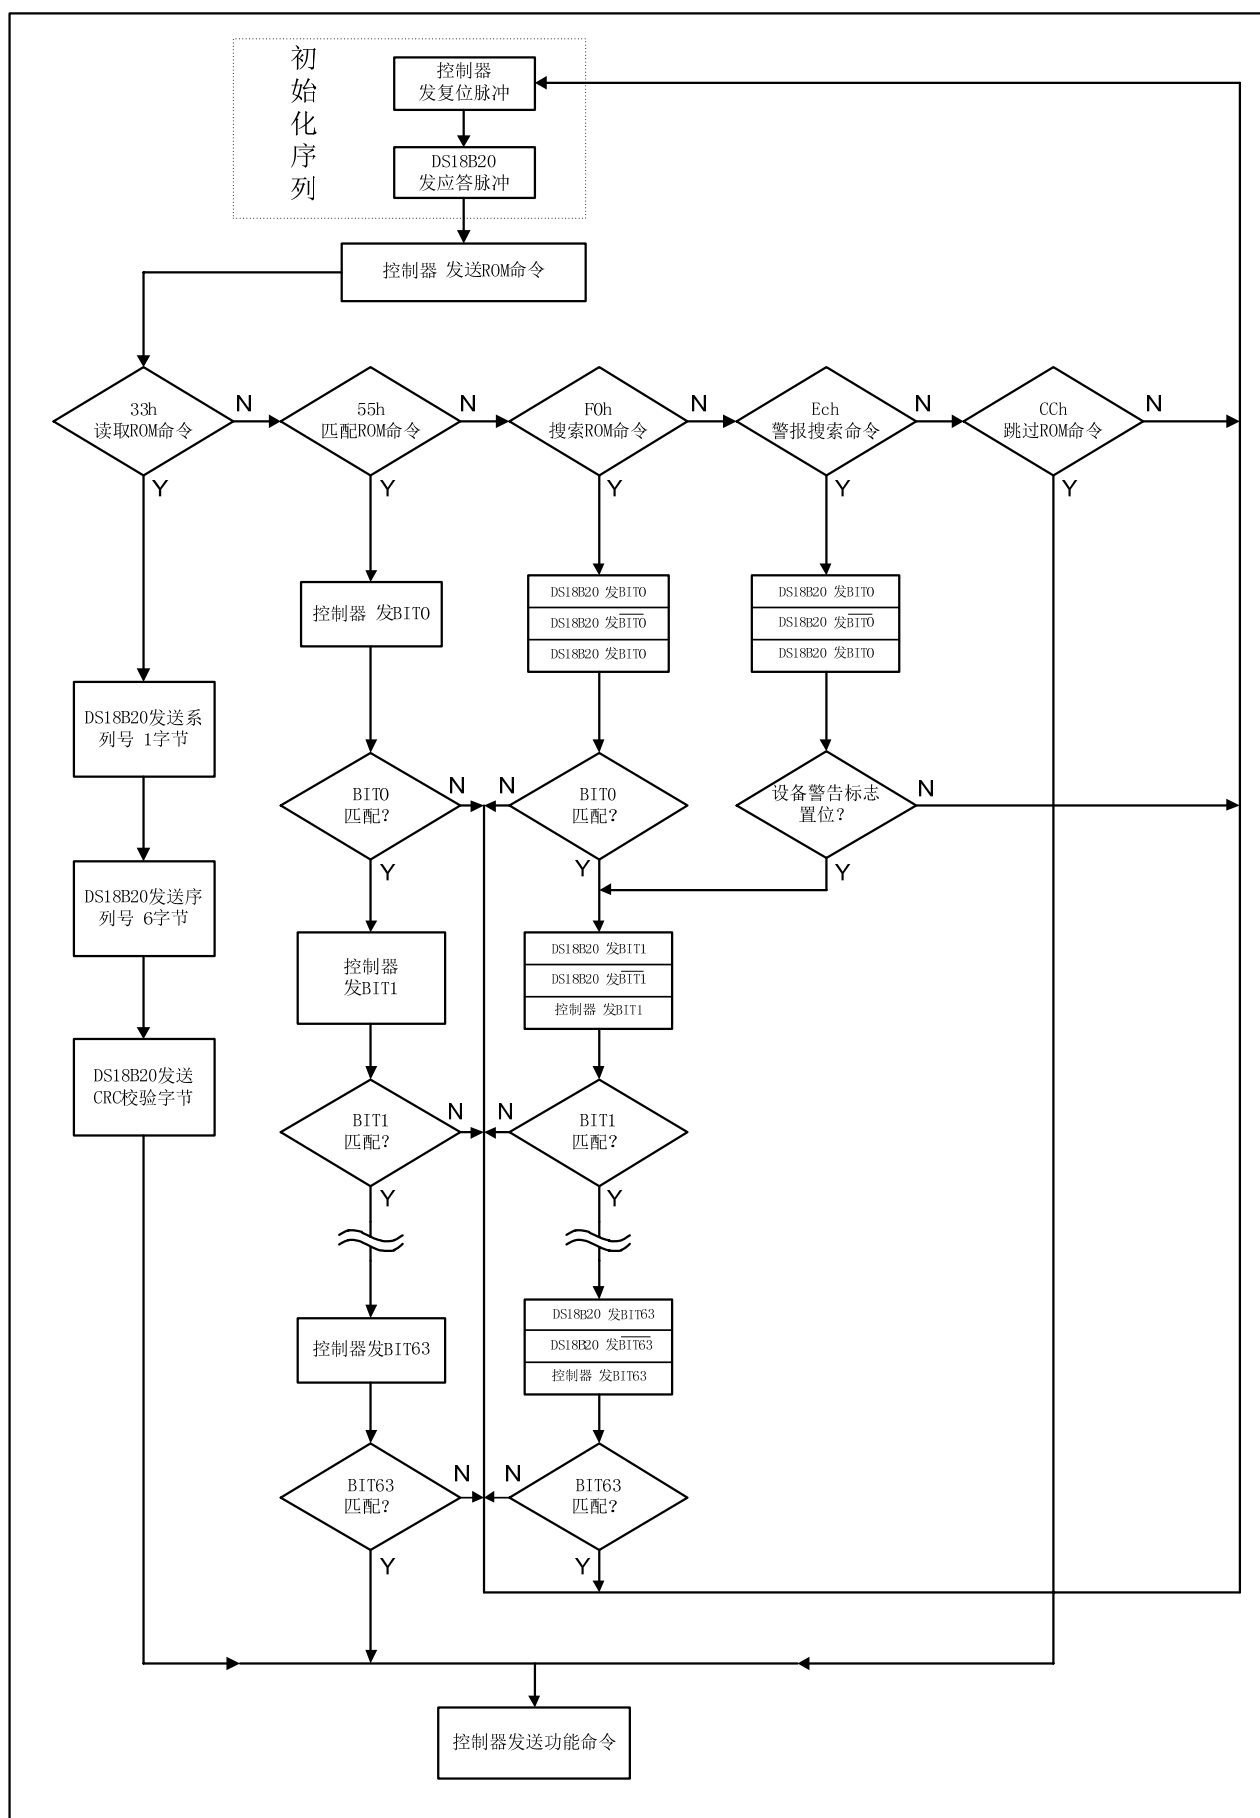 初
始
化
序
列
控制器
发复位脉冲
DS18B20
发应答脉冲
控制器 发送ROM命令
33h
读取ROM命令
N
Y
55h
匹配ROM命令
N
Y
F0h
搜索ROM命令
N
Y
Ech
警报搜索命令
N
Y
CCh
跳过ROM命令
N
Y
控制器 发BIT0
DS18B20 发BIT0
DS18B20 发BIT0
DS18B20 发BIT0
DS18B20 发BIT0
DS18B20 发BIT0
DS18B20 发BIT0
DS18B20发送系
列号 1字节
BIT0
匹配?
N
Y
N
BIT0
匹配?
Y
设备警告标志
置位?
N
Y
DS18B20发送序
列号 6字节
控制器
发BIT1
DS18B20 发BIT1
DS18B20 发BIT1
控制器 发BIT1
DS18B20发送
CRC校验字节
BIT1
匹配?
N
Y
N
BIT1
匹配?
Y
控制器发BIT63
DS18B20 发BIT63
DS18B20 发BIT63
控制器 发BIT63
BIT63
匹配?
N
Y
N
BIT63
匹配?
Y
控制器发送功能命令